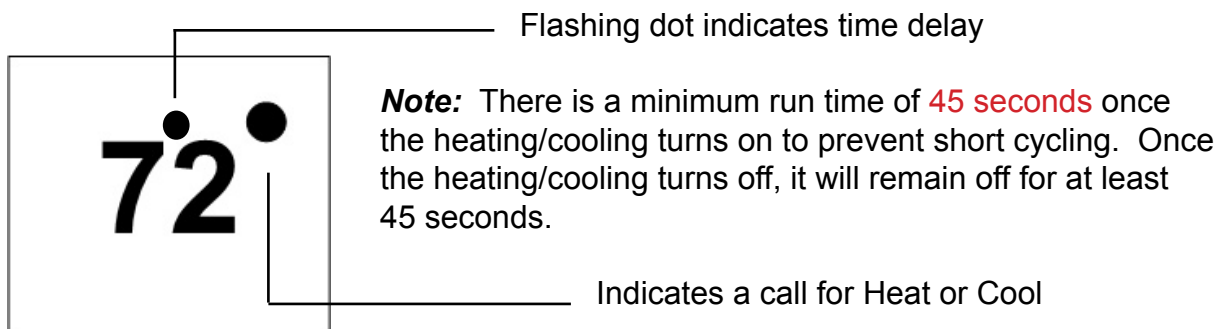 Flashing dot indicates time delay
72
Note: There is a minimum run time of 45 seconds once
the heating/cooling turns on to prevent short cycling. Once
the heating/cooling turns off, it will remain off for at least
45 seconds.
Indicates a call for Heat or Cool